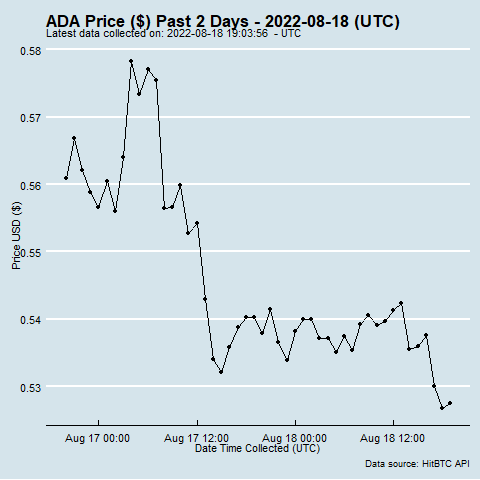 ADA Price ($) Past 2 Days - 2022-08-18 (UTC)
Latest data collected on: 2022-08-18 19:03:56 - UTC
0.58
0.57
0.56
0.55
0.54
0.53
Price USD ($)
Aug 17 00:00 Aug 17 12:00 Aug 18 00:00 Aug 18 12:00
Date Time Collected (UTC)
Data source: HitBTC API